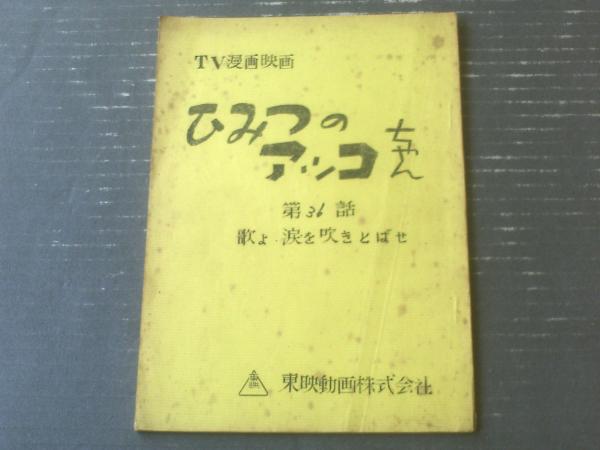 TV漫画映画
ひみつの
アッコちゃん
第36話
歌よ 涙を吹きとばせ
東映動画株式会社